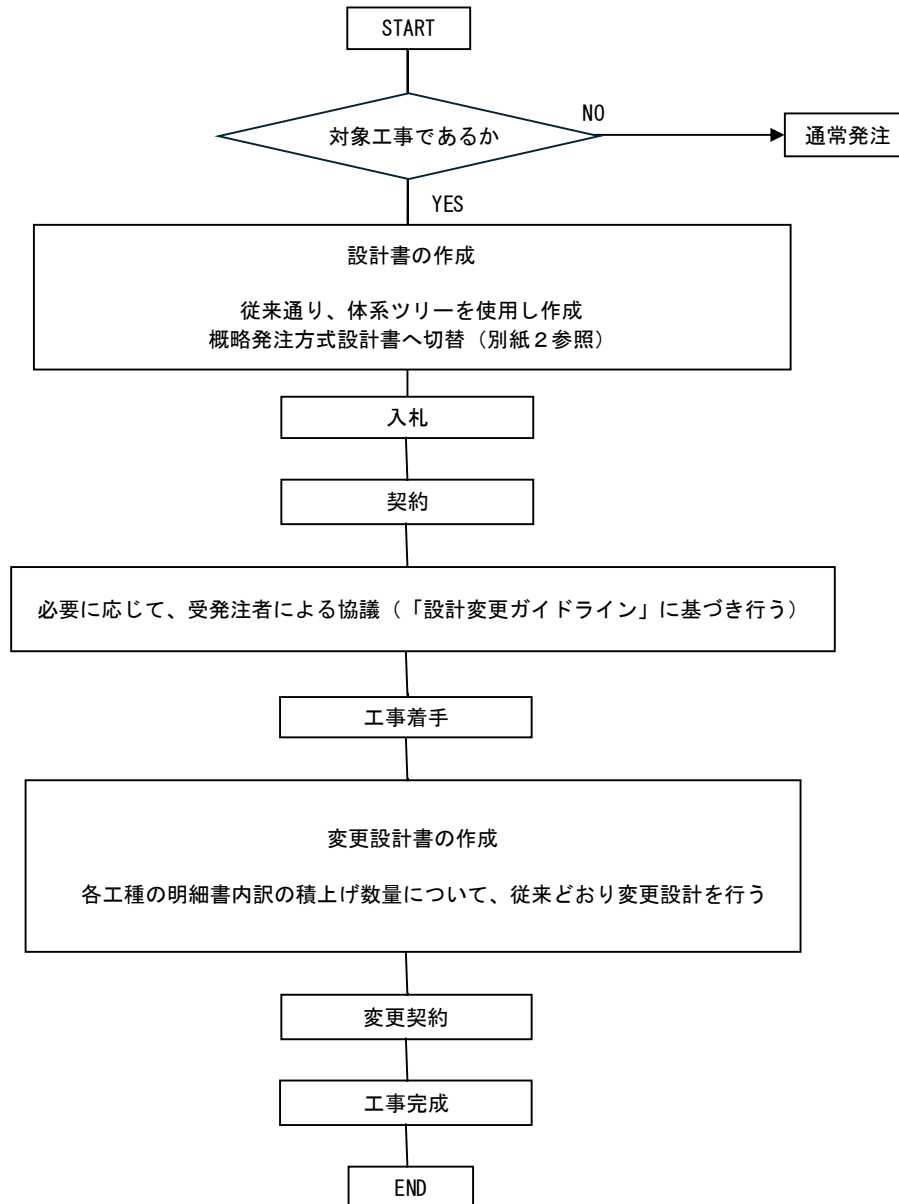 START
対象工事であるか
NO
通常発注
YES
設計書の作成
従来通り、体系ツリーを使用し作成
概略発注方式設計書へ切替（別紙２参照）
入札
契約
必要に応じて、受発注者による協議（「設計変更ガイドライン」に基づき行う）
工事着手
変更設計書の作成
各工種の明細書内訳の積上げ数量について、従来どおり変更設計を行う
変更契約
工事完成
END